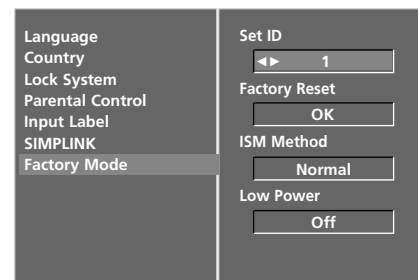 Language
Country
Lock System
Parental Control
Input Label
SIMPLINK
Factory Mode
Set ID
◄► 1
Factory Reset
OK
ISM Method
Normal
Low Power
Off